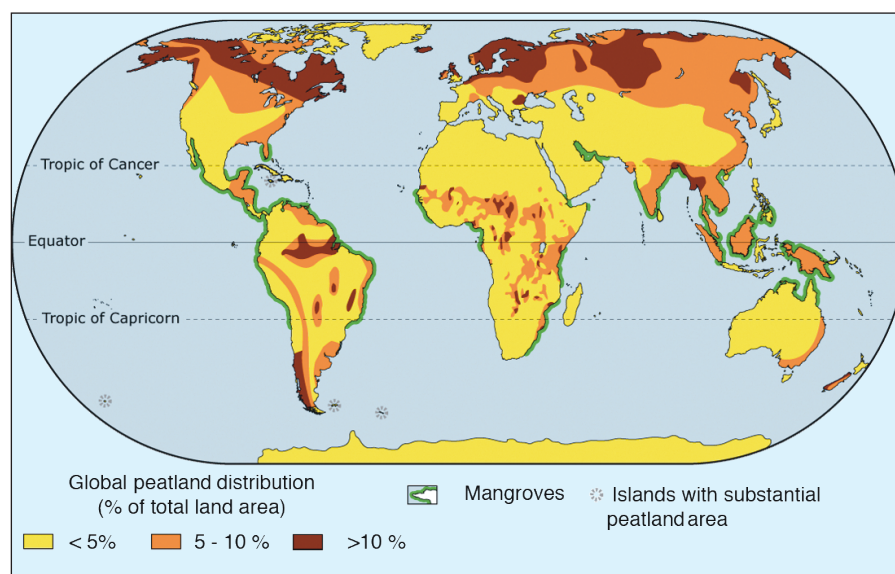 Tropic of Cancer
Equator
Tropic of Capricorn
Global peatland distribution
(% of total land area)
Mangroves
Islands with substantial
peatland area
< 5%
5 - 10 %
>10 %